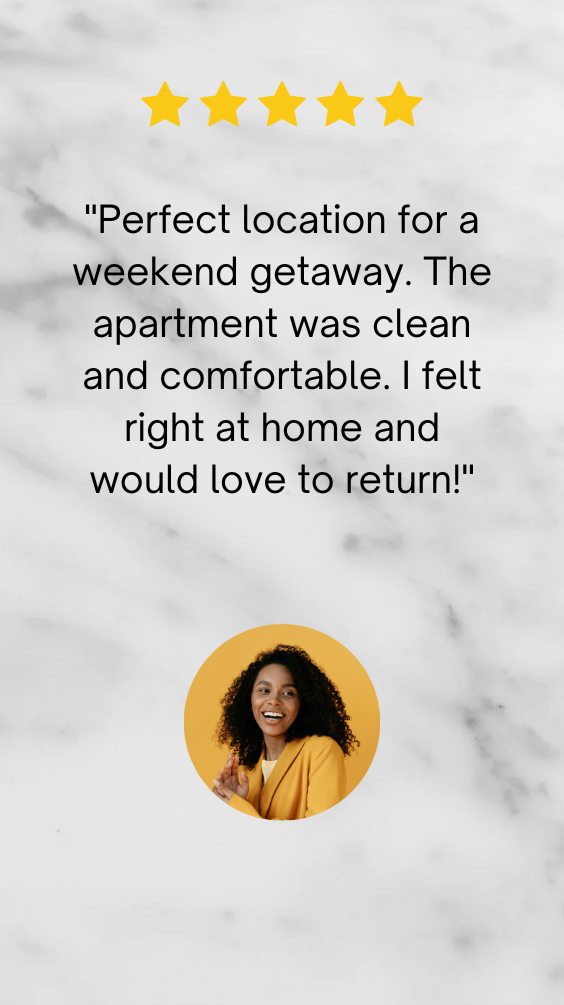 "Perfect location for a
weekend getaway. The
apartment was clean
and comfortable. I felt
right at home and
would love to return!"